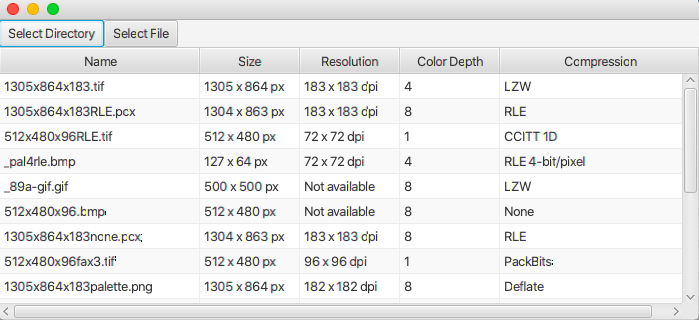 Select Directory Select File
Name Size Resolution Color Depth Compression
1305x864x183.tif 1305 x 864 px 183 x 183 dpi 4 LZW
1305x864x183RLE.pcx 1304 x 863 px 183 x 183 dpi 8 RLE
512x480x96RLE.tif 512 x 480 px 72 x 72 dpi 1 CCITT 1D
_pal4rle.bmp 127 x 64 px 72 x 72 dpi 4 RLE 4-bit/pixel
_89a-gif.gif 500 x 500 px Not available 8 LZW
512x480x96.bmp 512 x 480 px Not available 8 None
1305x864x183none.pcx 1304 x 863 px 183 x 183 dpi 8 RLE
512x480x96fax3.tif 512 x 480 px 96 x 96 dpi 1 PackBits
1305x864x183palette.png 1305 x 864 px 182 x 182 dpi 8 Deflate